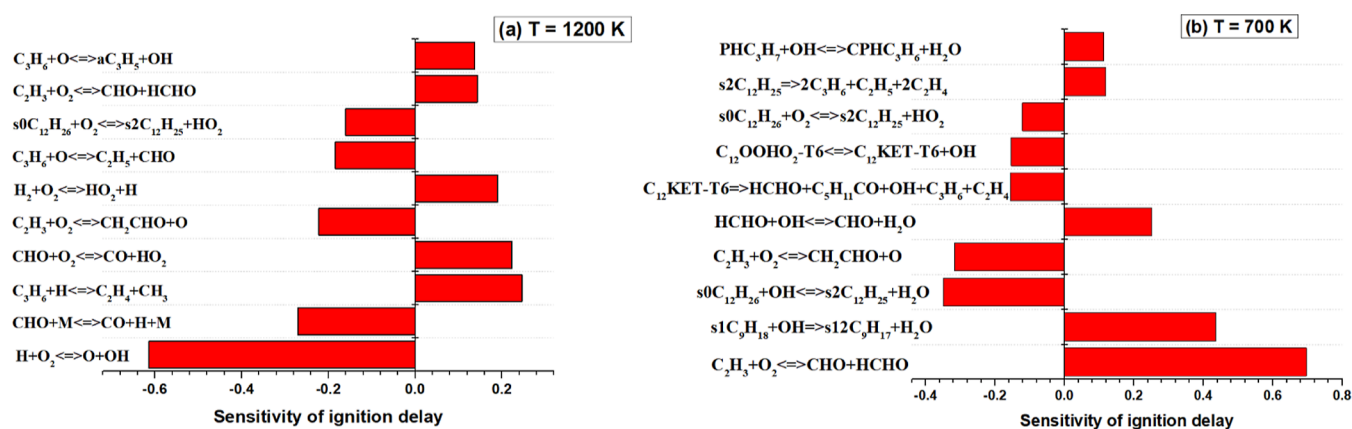 (a) T = 1200 K
C₃H₆+O<=>aC₃H₅+OH
C₂H₃+O₂<=>CHO+HCHO
s0C₁₂H₂₆+O₂<=>s2C₁₂H₂₅+HO₂
C₃H₆+O<=>C₂H₅+CHO
H₂+O₂<=>HO₂+H
C₂H₃+O₂<=>CH₂CHO+O
CHO+O₂<=>CO+HO₂
C₃H₆+H<=>C₂H₄+CH₃
CHO+M<=>CO+H+M
H+O₂<=>O+OH
-0.6 -0.4 -0.2 0.0 0.2
Sensitivity of ignition delay
(b) T = 700 K
PHC₃H₇+OH<=>CPHC₃H₆+H₂O
s2C₁₂H₂₅=>2C₃H₆+C₂H₅+2C₂H₄
s0C₁₂H₂₆+O₂<=>s2C₁₂H₂₅+HO₂
C₁₂OOHO₂-T6<=>C₁₂KET-T6+OH
C₁₂KET-T6=>HCHO+C₅H₁₁CO+OH+C₃H₆+C₂H₄
HCHO+OH<=>CHO+H₂O
C₂H₃+O₂<=>CH₂CHO+O
s0C₁₂H₂₆+OH<=>s2C₁₂H₂₅+H₂O
s1C₉H₁₈+OH=>s12C₉H₁₇+H₂O
C₂H₃+O₂<=>CHO+HCHO
-0.4 -0.2 0.0 0.2 0.4 0.6 0.8
Sensitivity of ignition delay